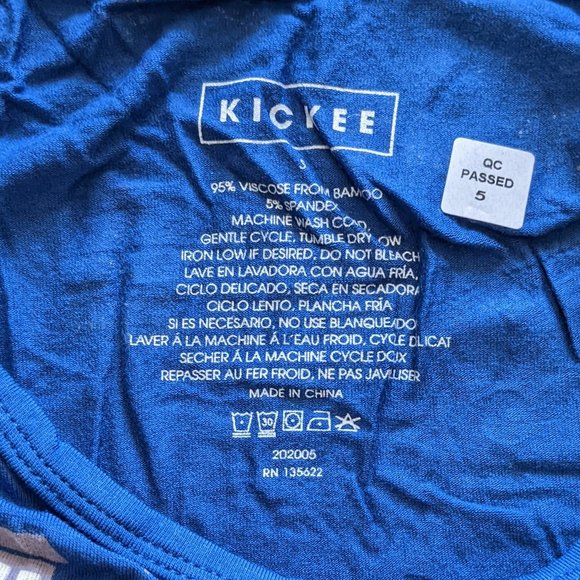 KICKEE
QC
PASSED
5
95% VISCOSE FROM BAMBOO
5% SPANDEX
MACHINE WASH COLD,
GENTLE CYCLE, TUMBLE DRY LOW
IRON LOW IF DESIRED, DO NOT BLEACH
LAVE EN LAVADORA CON AGUA FRÍA,
CICLO DELICADO, SECA EN SECADORA
CICLO LENTO, PLANCHA FRÍA
SI ES NECESARIO, NO USE BLANQUEADO
LAVER Á LA MACHINE Á L'EAU FROID, CYCLE DLICAT
SECHER Á LA MACHINE CYCLE DOUX
REPASSER AU FER FROID, NE PAS JAVLLISER
MADE IN CHINA
30
202005
RN 135622